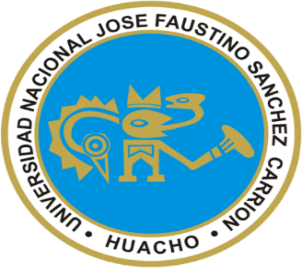 UNIVERSIDAD NACIONAL JOSE FAUSTINO SANCHEZ CARRION
• HUACHO •